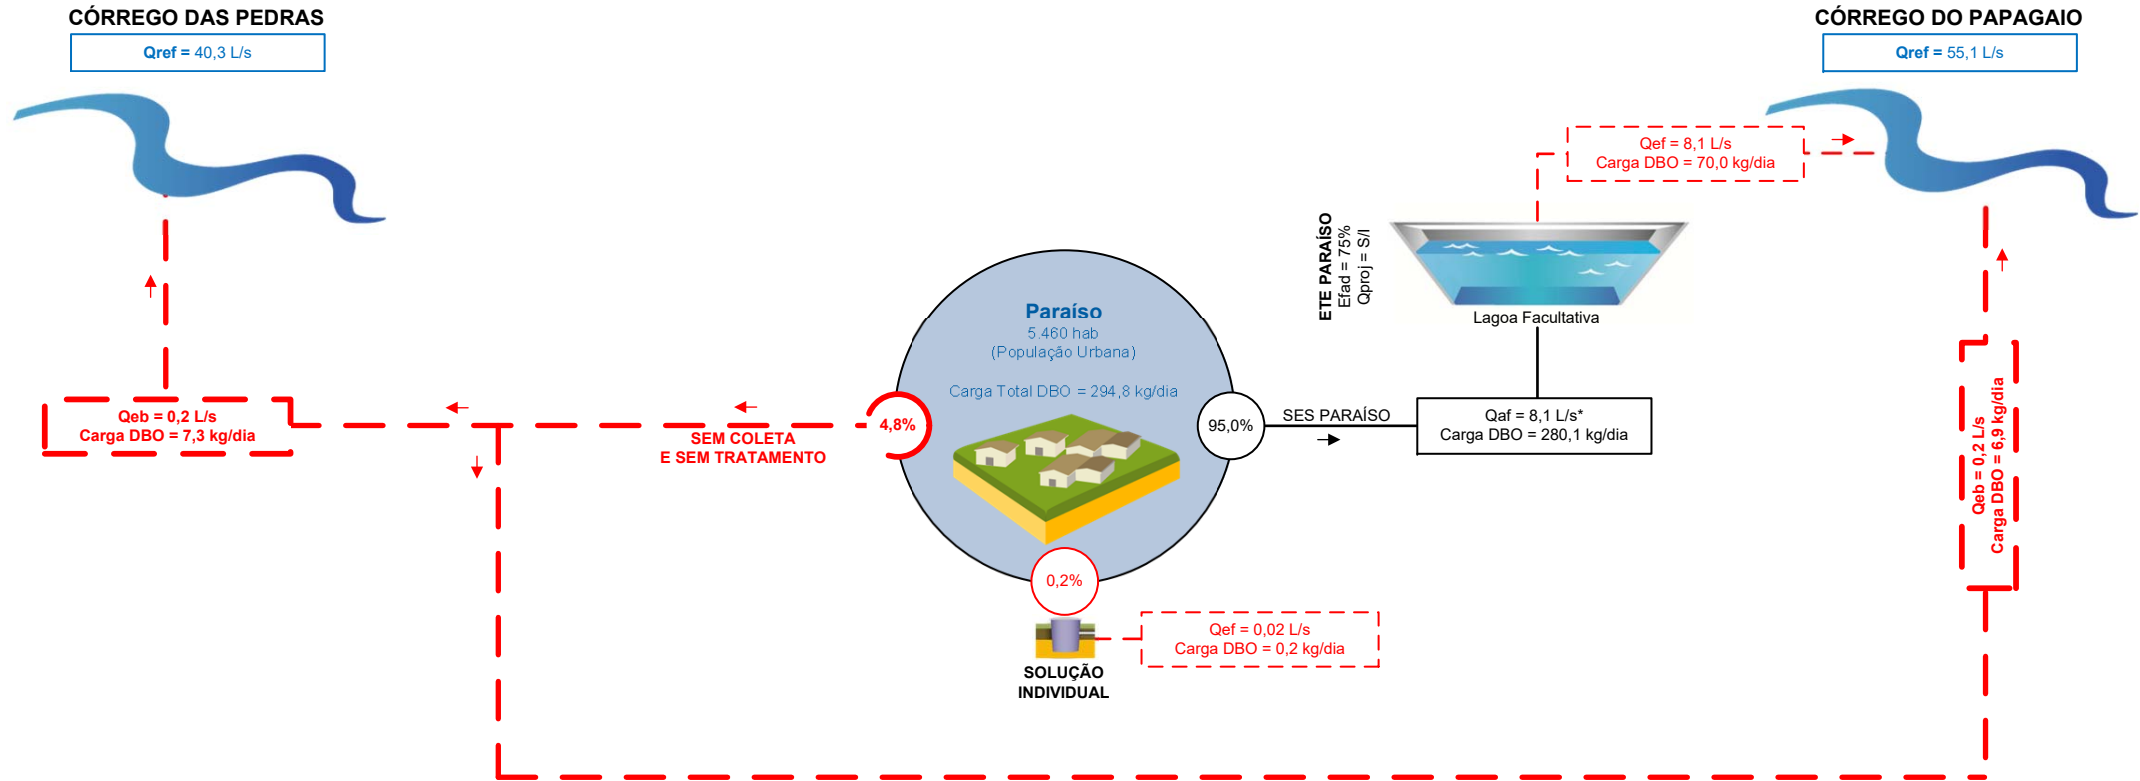 CÓRREGO DAS PEDRAS
Qref = 40,3 L/s
CÓRREGO DO PAPAGAIO
Qref = 55,1 L/s
Qef = 8,1 L/s
Carga DBO = 70,0 kg/dia
ETE PARAÍSO
Efad = 75%
Qproj = S/I
Lagoa Facultativa
Paraíso
5.460 hab
(População Urbana)
Carga Total DBO = 294,8 kg/dia
Qeb = 0,2 L/s
Carga DBO = 7,3 kg/dia
SEM COLETA
E SEM TRATAMENTO
4,8%
95,0%
SES PARAÍSO
Qaf = 8,1 L/s*
Carga DBO = 280,1 kg/dia
Qeb = 0,2 L/s
Carga DBO = 6,9 kg/dia
0,2%
Qef = 0,02 L/s
Carga DBO = 0,2 kg/dia
SOLUÇÃO
INDIVIDUAL